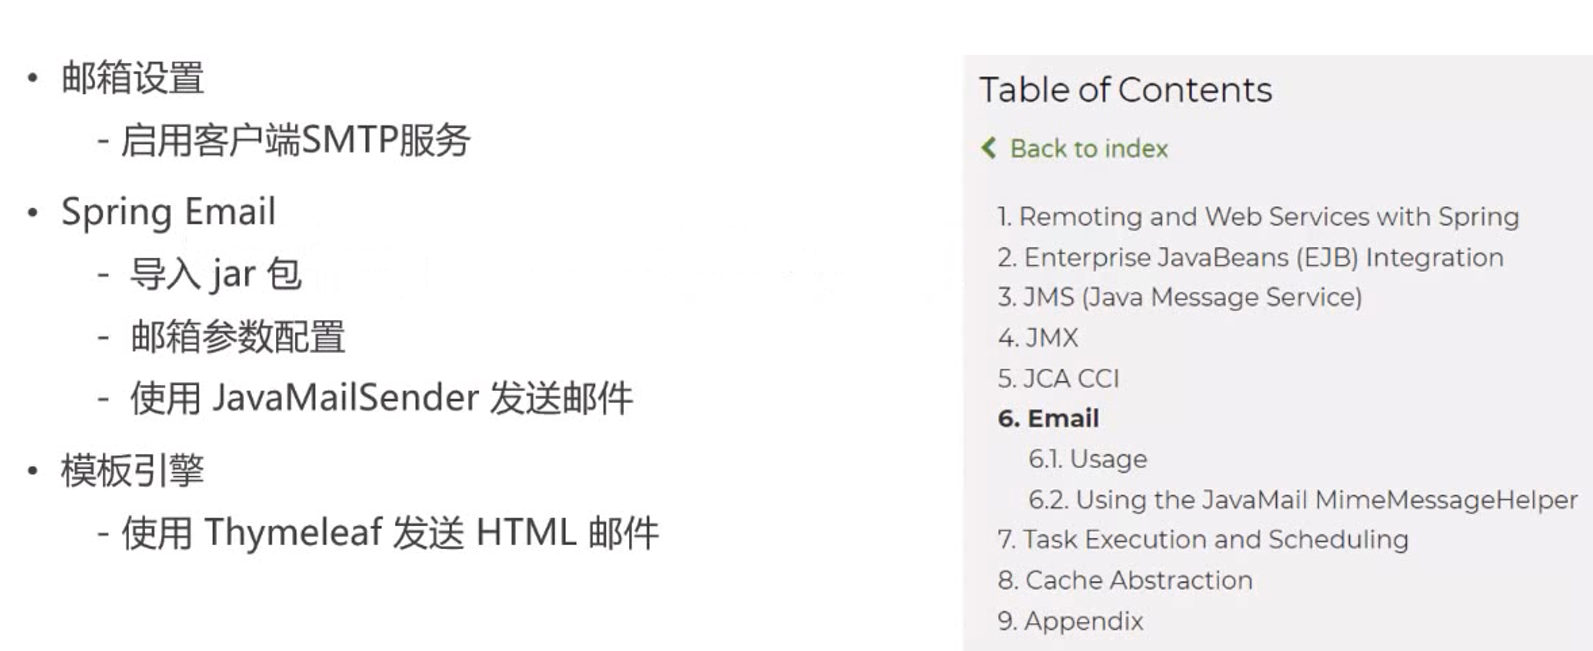 • 邮箱设置
- 启用客户端SMTP服务
• Spring Email
- 导入 jar 包
- 邮箱参数配置
- 使用 JavaMailSender 发送邮件
• 模板引擎
- 使用 Thymeleaf 发送 HTML 邮件
Table of Contents
Back to index
1. Remoting and Web Services with Spring
2. Enterprise JavaBeans (EJB) Integration
3. JMS (Java Message Service)
4. JMX
5. JCA CCI
6. Email
6.1. Usage
6.2. Using the JavaMail MimeMessageHelper
7. Task Execution and Scheduling
8. Cache Abstraction
9. Appendix